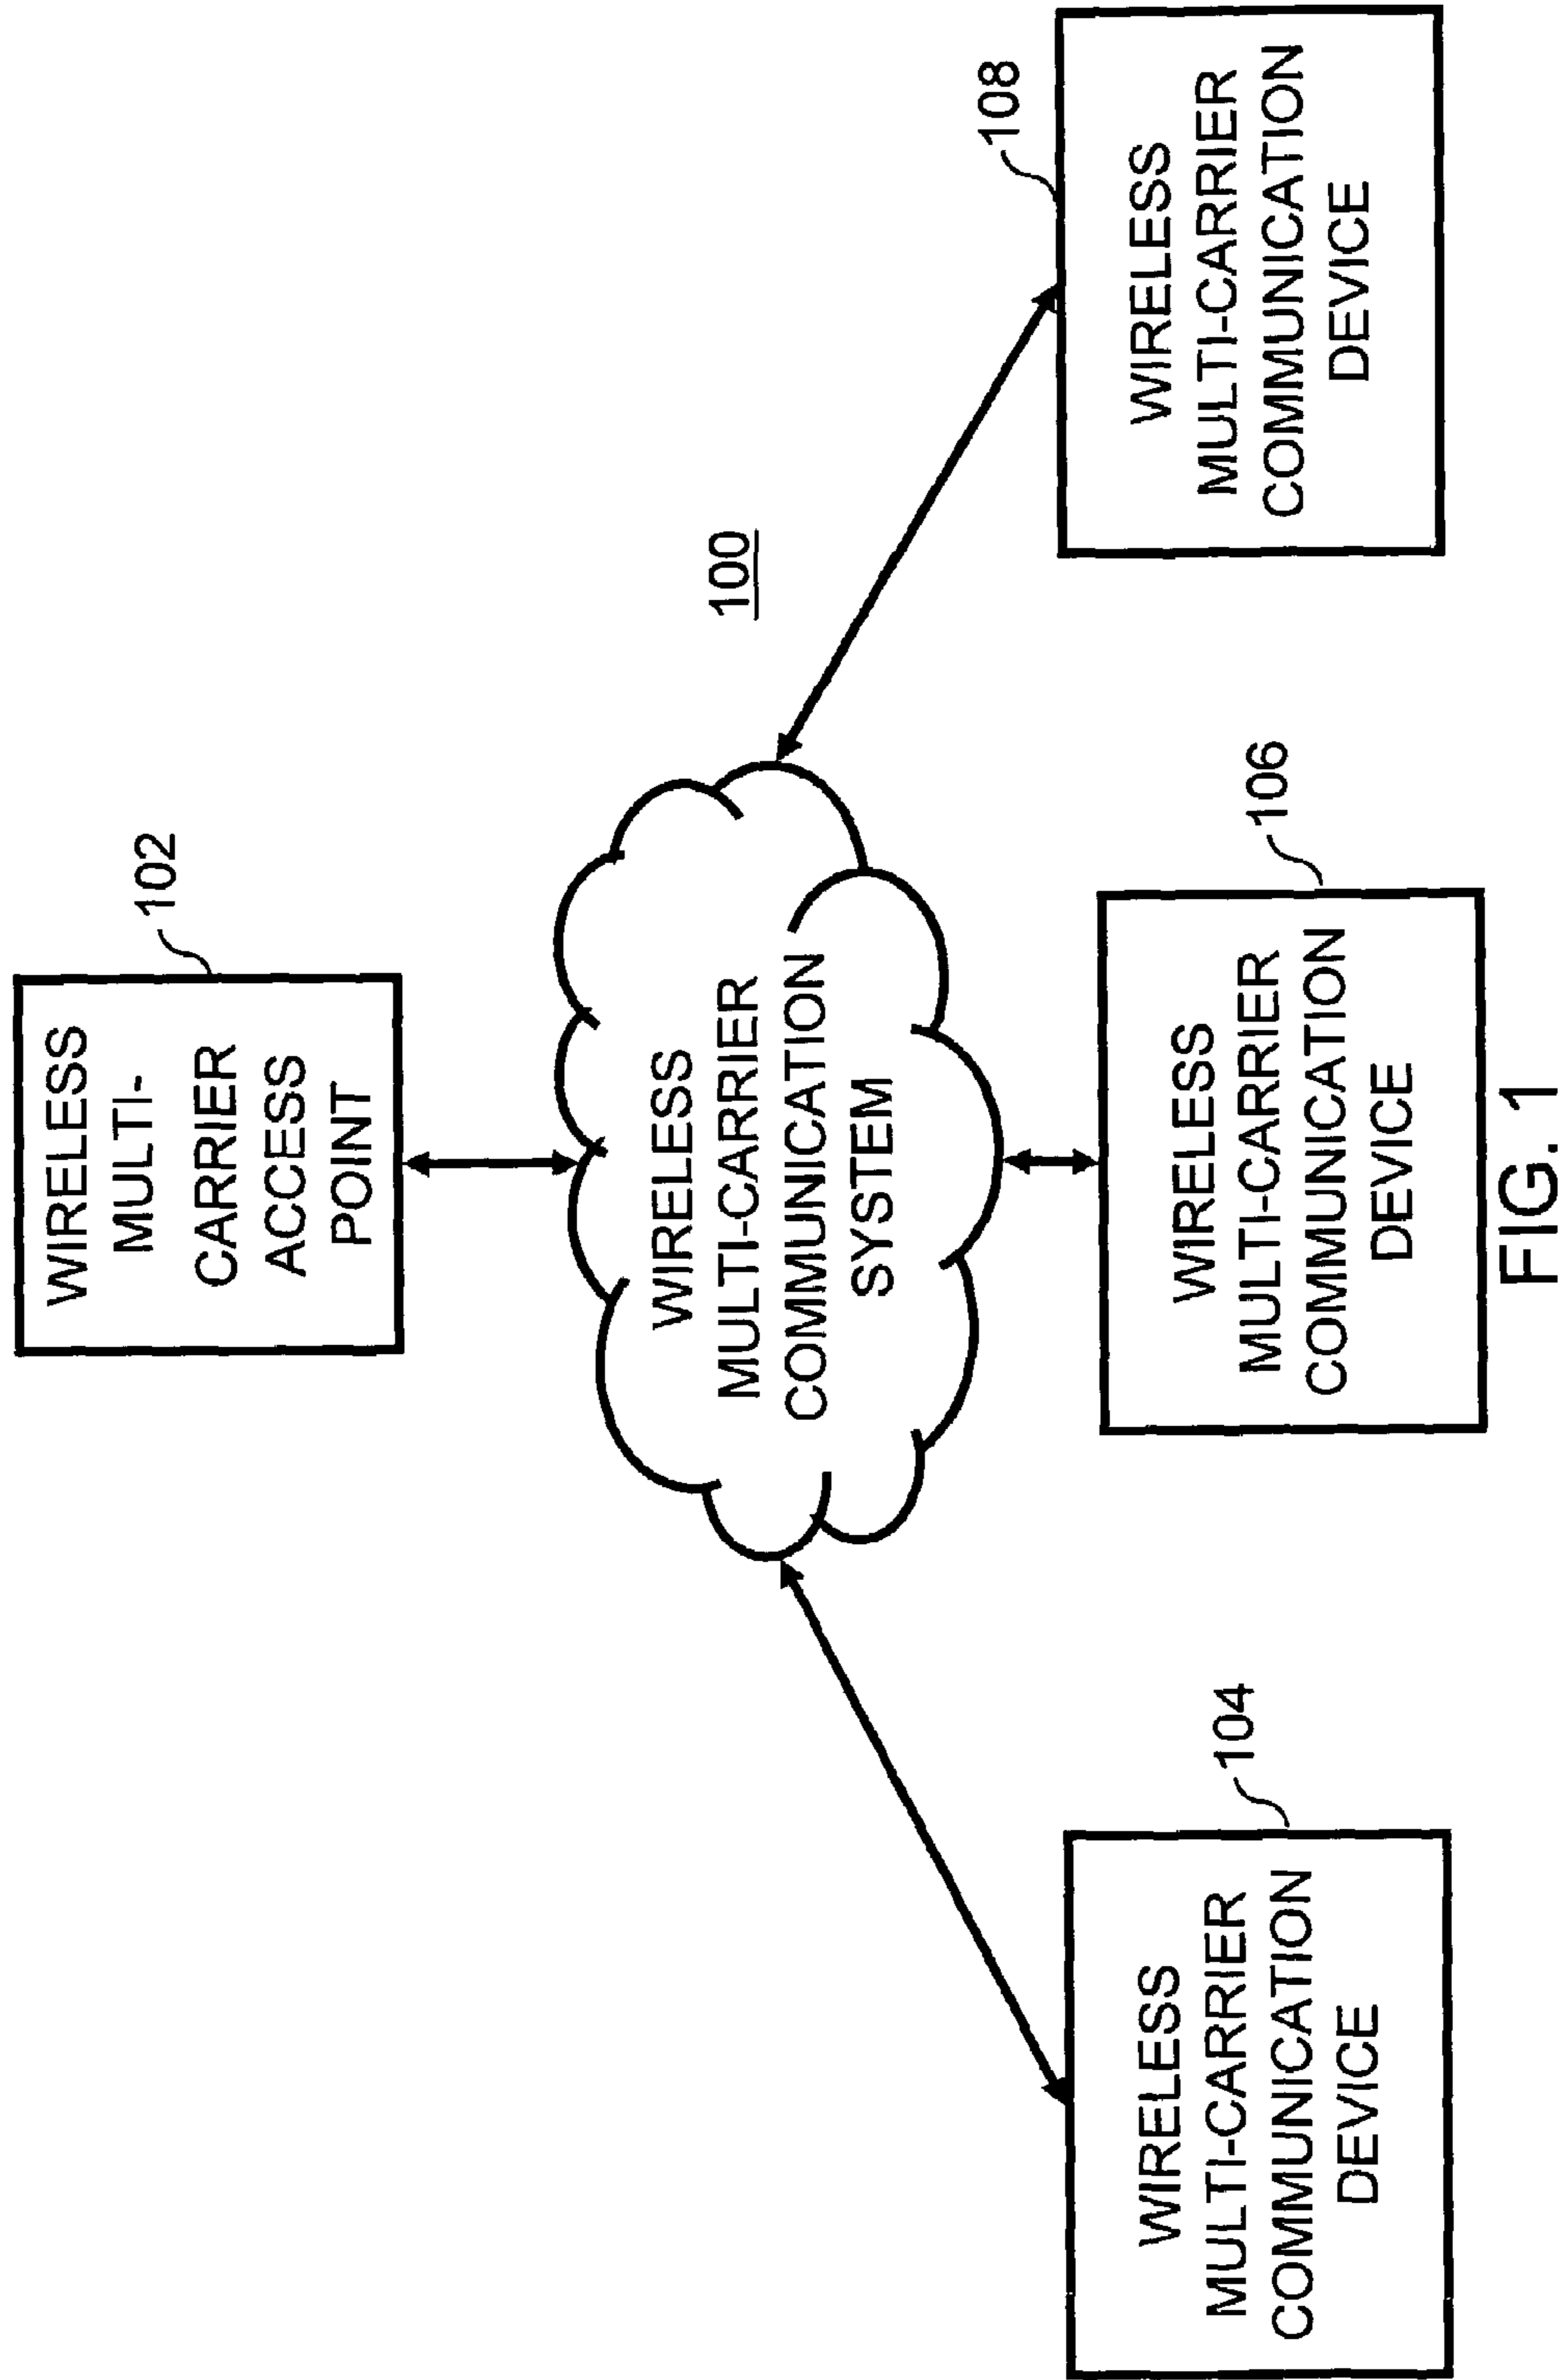 WIRELESS
MULTI-
CARRIER
ACCESS
POINT
102
100
WIRELESS
MULTI-CARRIER
COMMUNICATION
SYSTEM
WIRELESS
MULTI-CARRIER
COMMUNICATION
DEVICE
104
WIRELESS
MULTI-CARRIER
COMMUNICATION
DEVICE
106
WIRELESS
MULTI-CARRIER
COMMUNICATION
DEVICE
108
FIG. 1